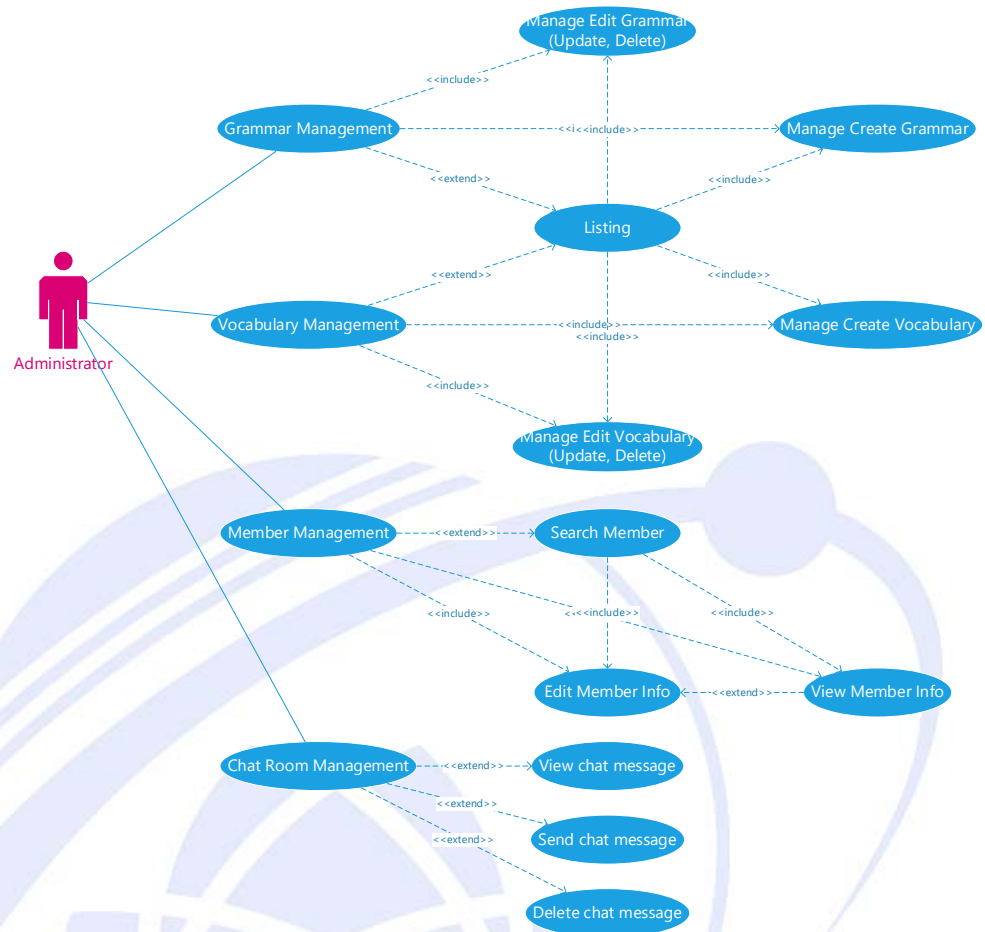 Manage Edit Grammar
(Update, Delete)
<<include>>
Grammar Management
<<i<<include>>
Manage Create Grammar
<<extend>>
<<include>>
Listing
<<extend>>
<<include>>
Vocabulary Management
<<include>>
<<include>>
Manage Create Vocabulary
Administrator
<<include>>
Manage Edit Vocabulary
(Update, Delete)
Member Management
<<extend>>
Search Member
<<include>>
<<include>>
<<include>>
Edit Member Info
<<extend>>
View Member Info
Chat Room Management
<<extend>>
View chat message
<<extend>>
Send chat message
<<extend>>
Delete chat message